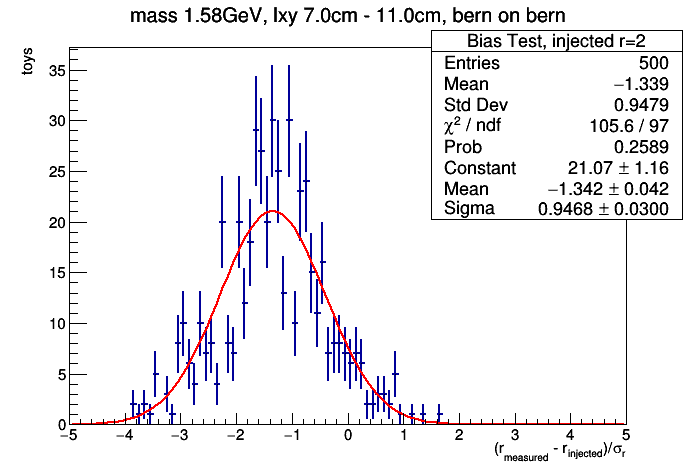 mass 1.58GeV, lxy 7.0cm - 11.0cm, bern on bern
Bias Test, injected r=2
Entries 500
Mean −1.339
Std Dev 0.9479
χ² / ndf 105.6 / 97
Prob 0.2589
Constant 21.07 ± 1.16
Mean −1.342 ± 0.042
Sigma 0.9468 ± 0.0300
toys
35
30
25
20
15
10
5
0
−5 −4 −3 −2 −1 0 1 2 3 4 5
(r_measured - r_injected)/σ_r